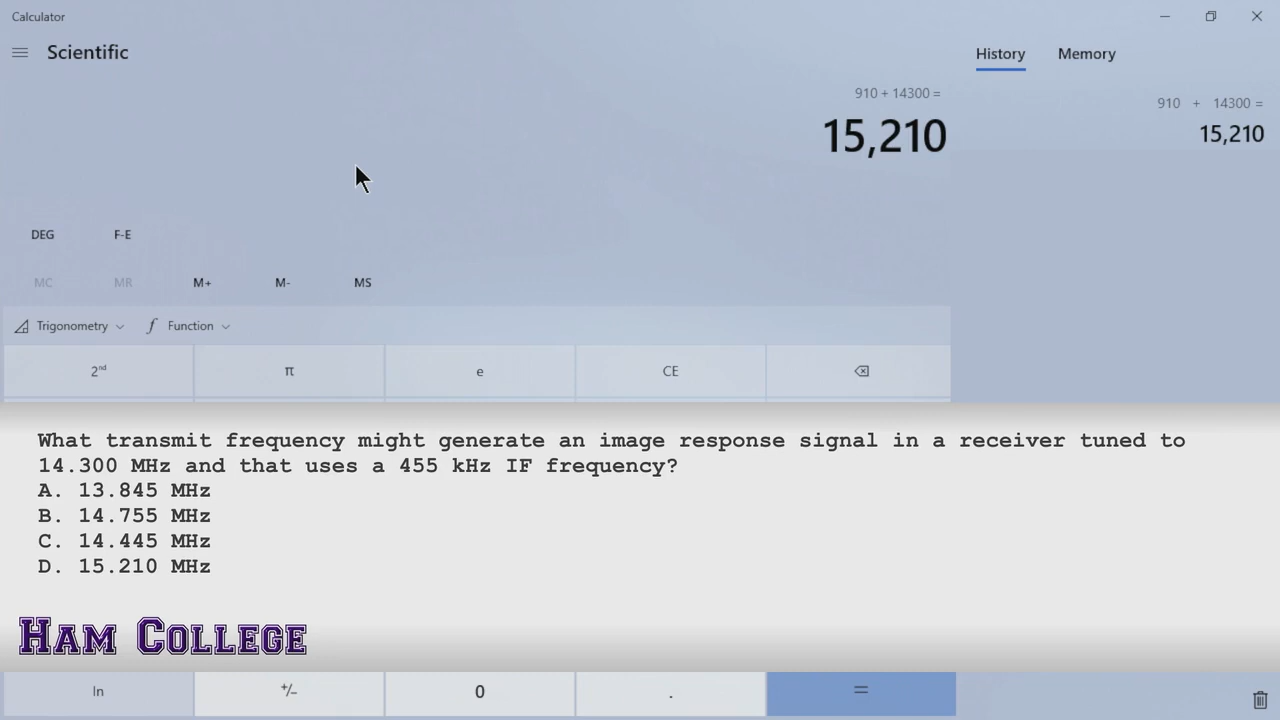 Calculator
Scientific
History Memory
910 + 14300 =
15,210
910 + 14300 =
15,210
DEG F-E
MC MR M+ M- MS
Trigonometry f Function
2nd π e CE
What transmit frequency might generate an image response signal in a receiver tuned to
14.300 MHz and that uses a 455 kHz IF frequency?
A. 13.845 MHz
B. 14.755 MHz
C. 14.445 MHz
D. 15.210 MHz
HAM COLLEGE
ln +/- 0 . =